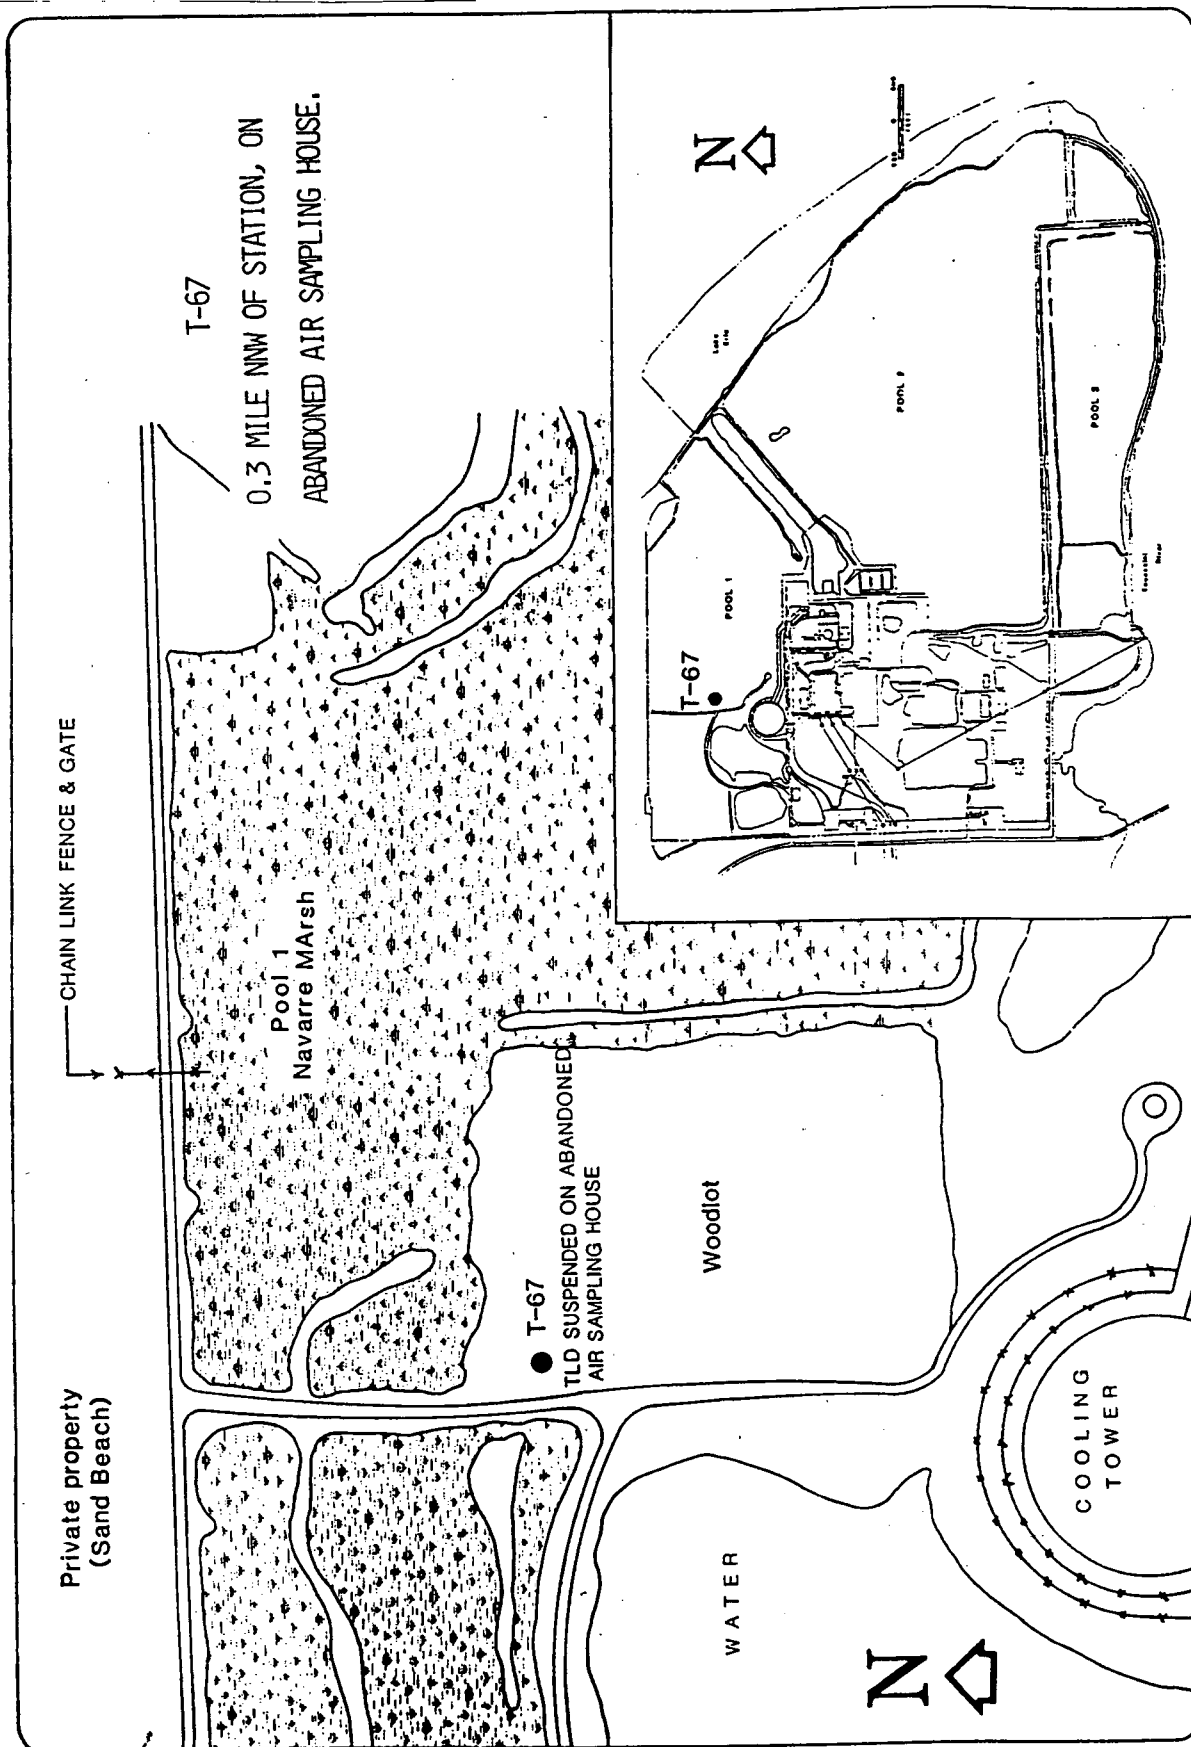 Private property
(Sand Beach)
CHAIN LINK FENCE & GATE
T-67
0.3 MILE NNW OF STATION, ON
ABANDONED AIR SAMPLING HOUSE.
Pool 1
Navarre MArsh
T-67
TLD SUSPENDED ON ABANDONED
AIR SAMPLING HOUSE
Woodlot
WATER
COOLING
TOWER
N
N
T-67
POOL 1
POOL 2
POOL 3